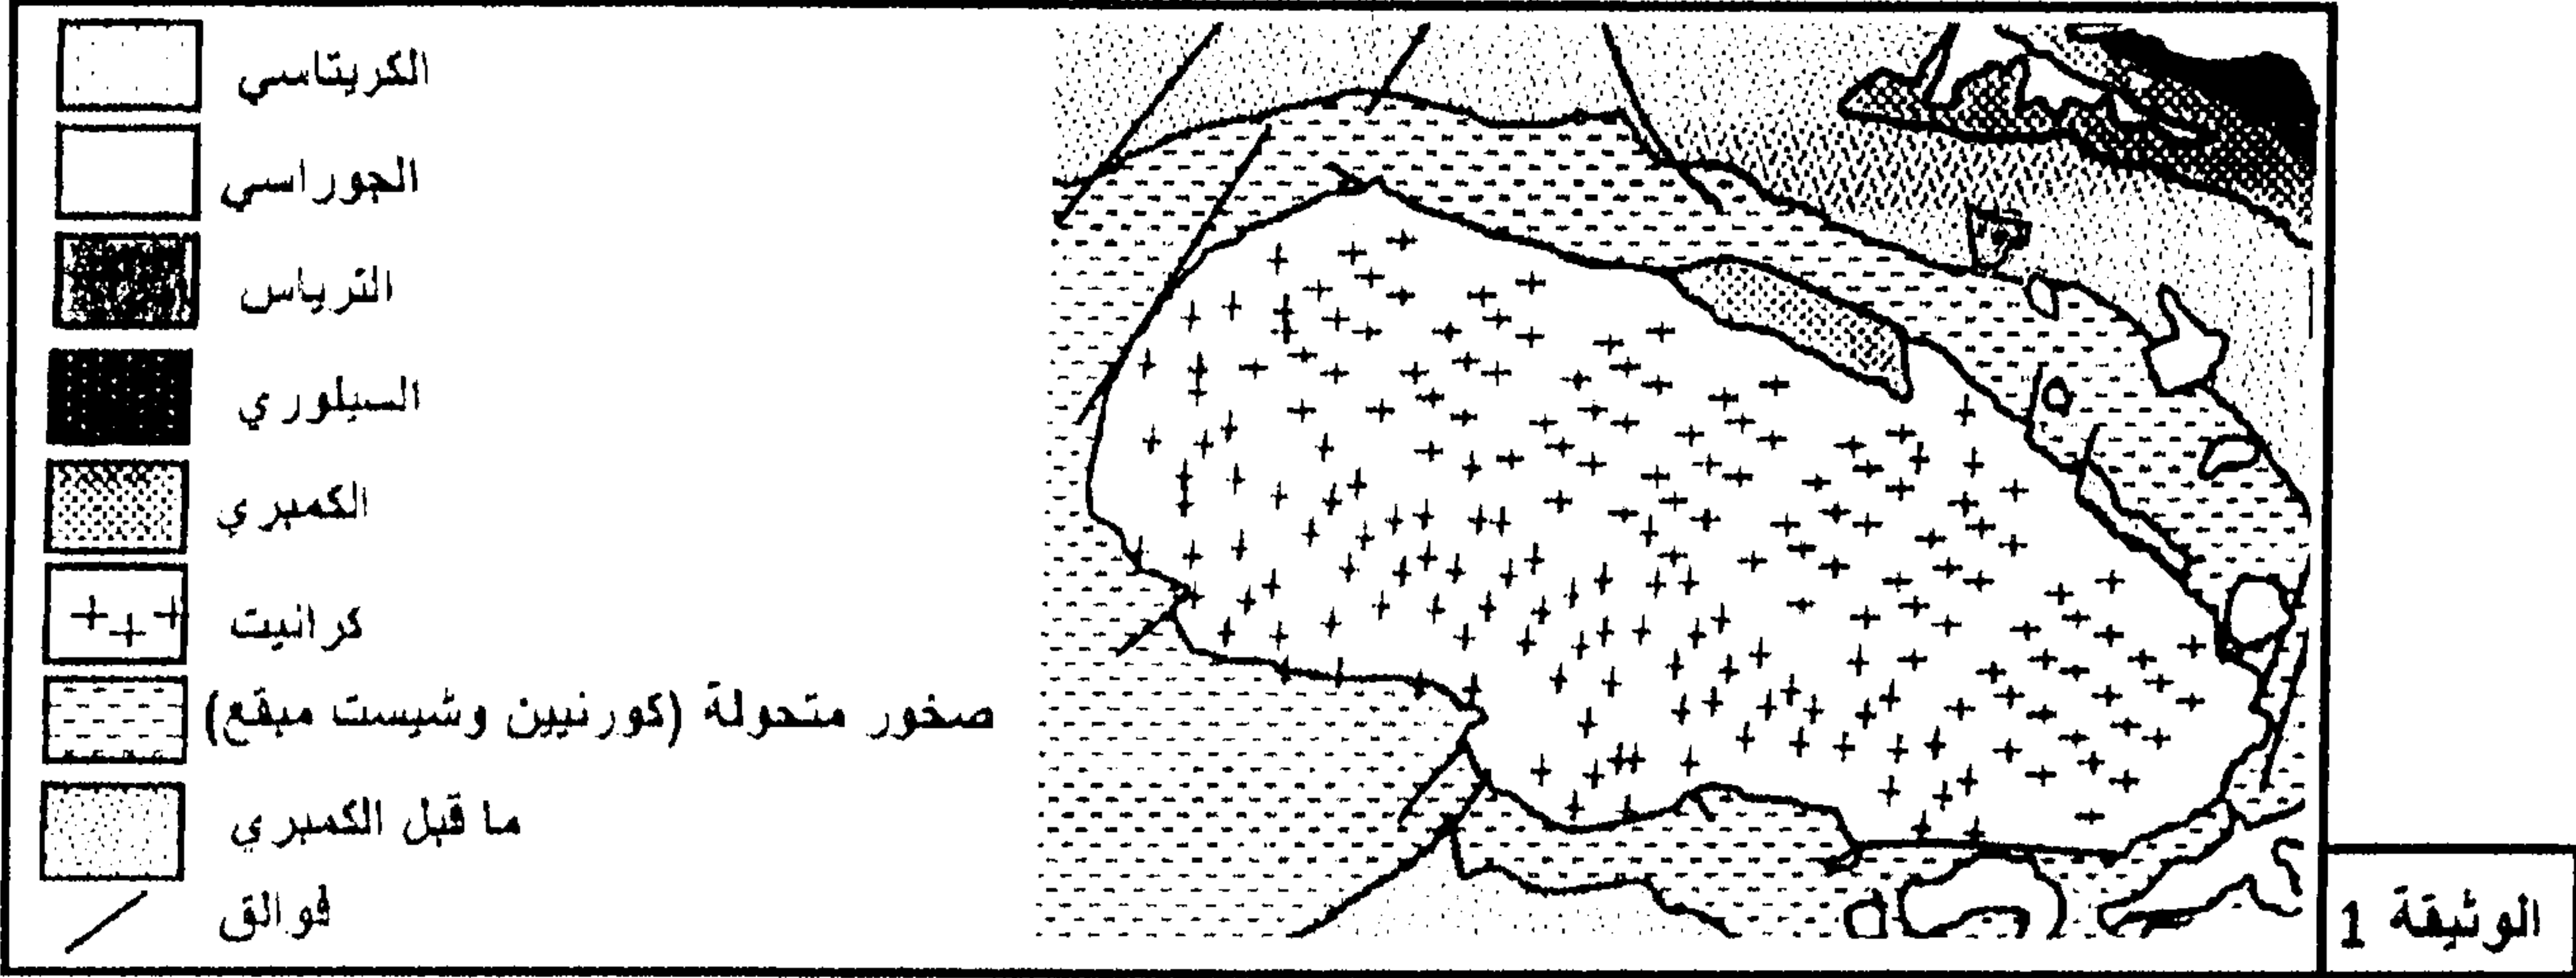 الكريتاسي
الجوراسي
الترياس
السيلوري
الكمبري
كرانيت
صخور متحولة (كورنيين وشيست مبقع)
ما قبل الكمبري
فوالق
الوثيقة 1